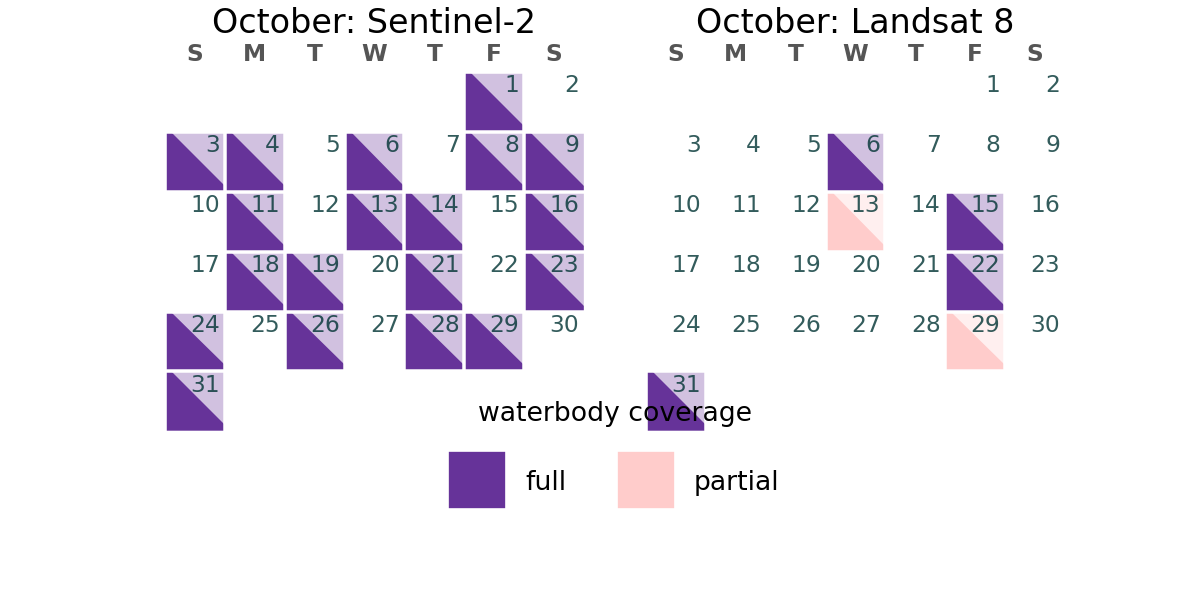 October: Sentinel-2
S M T W T F S
1 2
3 4 5 6 7 8 9
10 11 12 13 14 15 16
17 18 19 20 21 22 23
24 25 26 27 28 29 30
31
October: Landsat 8
S M T W T F S
1 2
3 4 5 6 7 8 9
10 11 12 13 14 15 16
17 18 19 20 21 22 23
24 25 26 27 28 29 30
31
waterbody coverage
full
partial